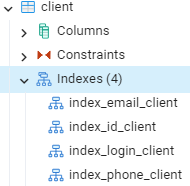 client
Columns
Constraints
Indexes (4)
index_email_client
index_id_client
index_login_client
index_phone_client